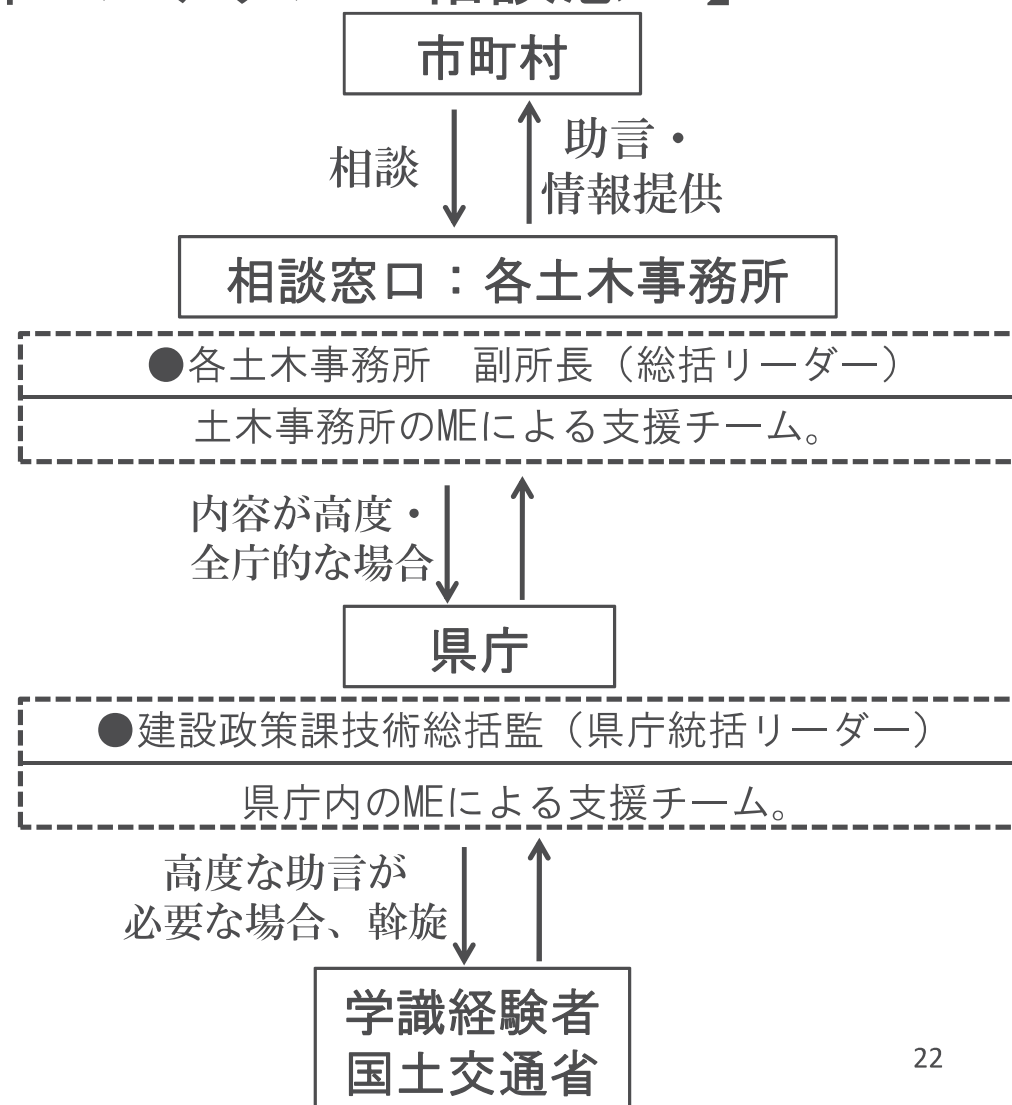 市町村
相談
助言・
情報提供
相談窓口：各土木事務所
●各土木事務所　副所長（総括リーダー）
土木事務所のMEによる支援チーム。
内容が高度・
全庁的な場合
県庁
●建設政策課技術総括監（県庁統括リーダー）
県庁内のMEによる支援チーム。
高度な助言が
必要な場合、斡旋
学識経験者
国土交通省
22